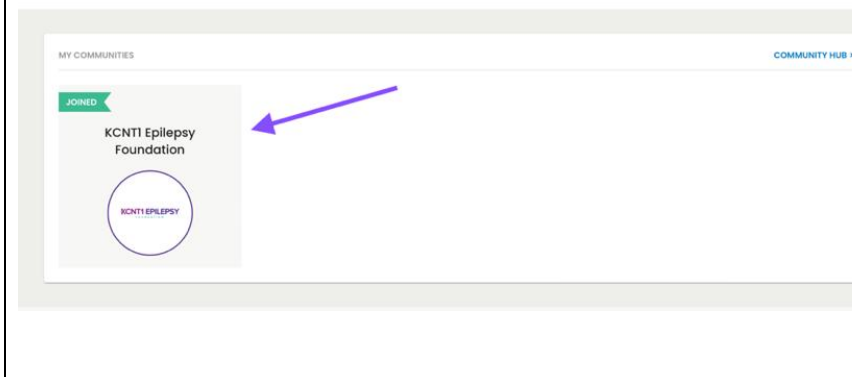 MY COMMUNITIES
COMMUNITY HUB >
JOINED
KCNT1 Epilepsy
Foundation
KCNT1 EPILEPSY